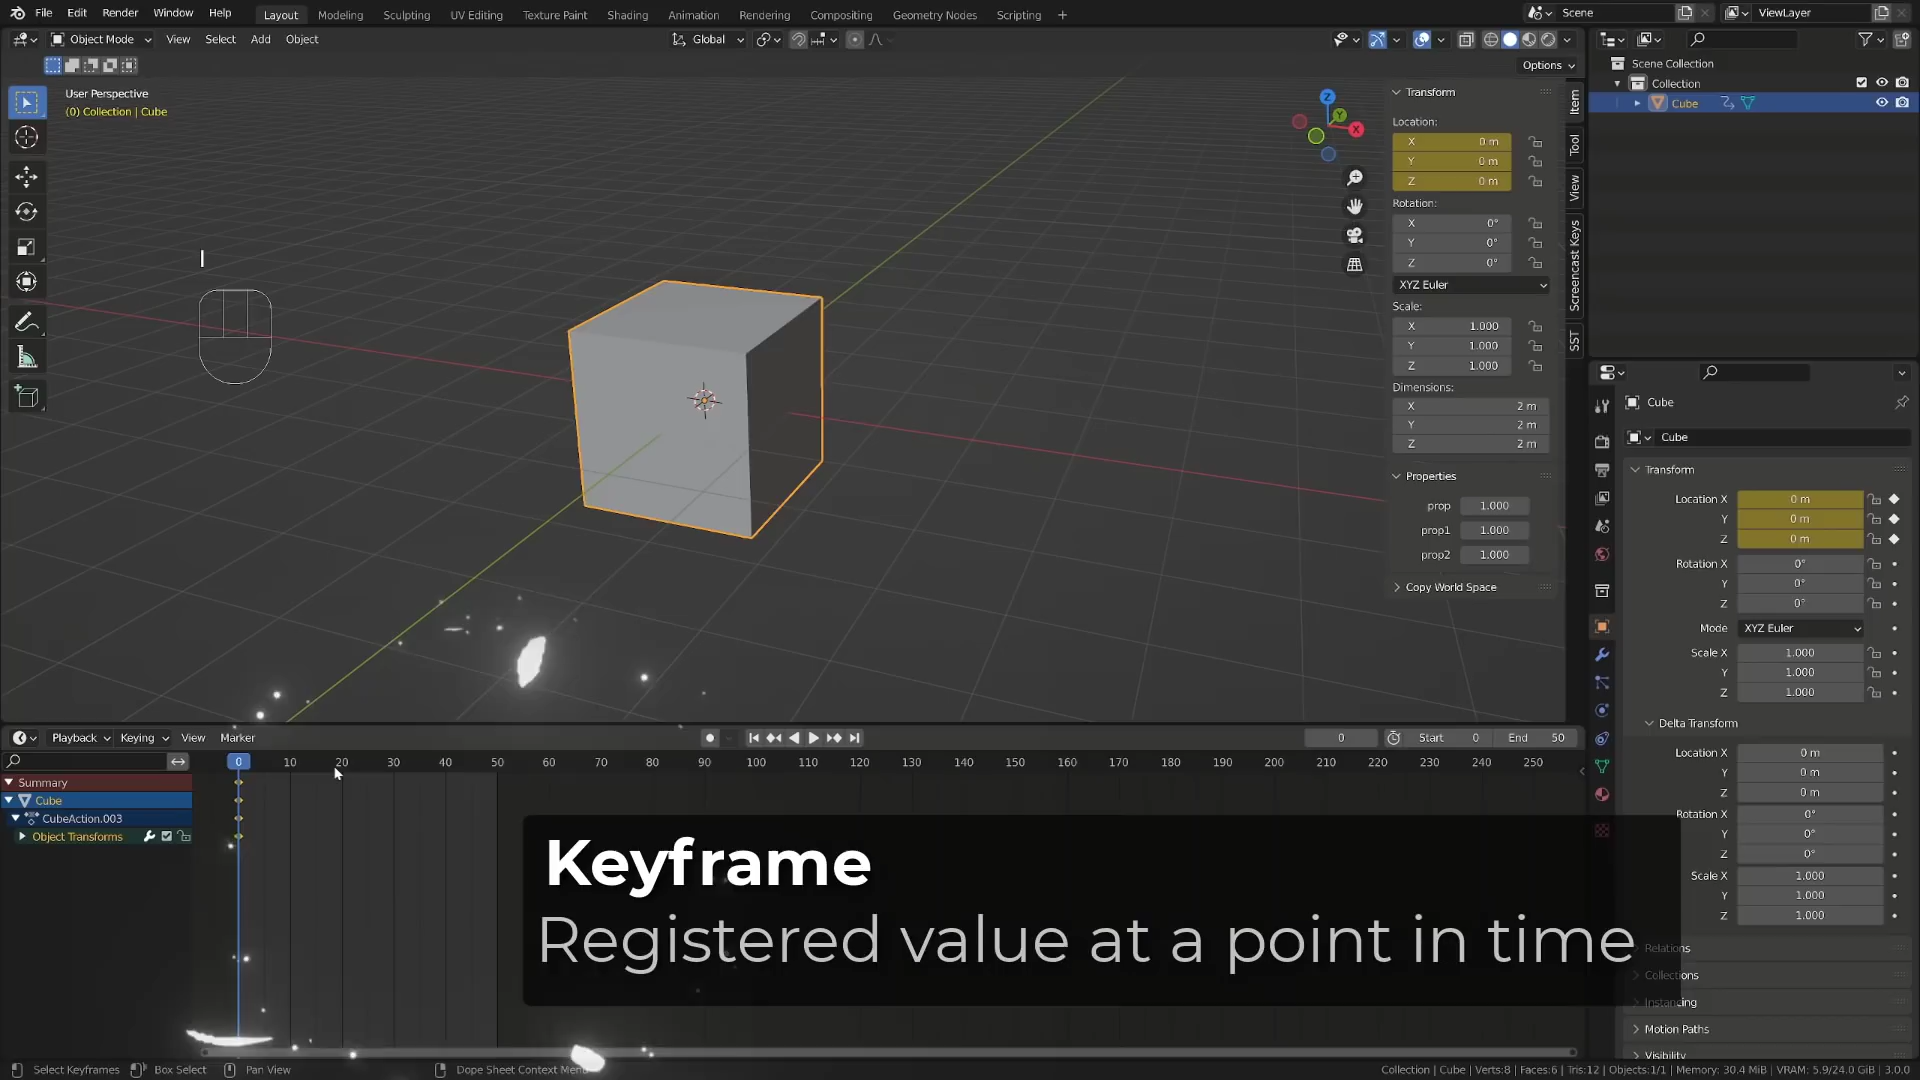 File Edit Render Window Help Layout Modeling Sculpting UV Editing Texture Paint Shading Animation Rendering Compositing Geometry Nodes Scripting + Scene ViewLayer
Object Mode View Select Add Object Global
Options
User Perspective
(0) Collection | Cube
I
Z
Y
X
Transform
Location:
X 0 m
Y 0 m
Z 0 m
Rotation:
X 0°
Y 0°
Z 0°
XYZ Euler
Scale:
X 1.000
Y 1.000
Z 1.000
Dimensions:
X 2 m
Y 2 m
Z 2 m
Properties
prop 1.000
prop1 1.000
prop2 1.000
Copy World Space
Item
Tool
View
Screencast Keys
SST
Scene Collection
Collection
Cube
Cube
Cube
Transform
Location X 0 m
Y 0 m
Z 0 m
Rotation X 0°
Y 0°
Z 0°
Mode XYZ Euler
Scale X 1.000
Y 1.000
Z 1.000
Delta Transform
Location X 0 m
Y 0 m
Z 0 m
Rotation X 0°
Y 0°
Z 0°
Scale X 1.000
Y 1.000
Z 1.000
Relations
Collections
Instancing
Motion Paths
Visibility
Playback Keying View Marker 0 Start 0 End 50
0 10 20 30 40 50 60 70 80 90 100 110 120 130 140 150 160 170 180 190 200 210 220 230 240 250
Summary
Cube
CubeAction.003
Object Transforms
Keyframe
Registered value at a point in time
Select Keyframes Box Select Pan View Dope Sheet Context Menu Collection | Cube | Verts:8 | Faces:6 | Tris:12 | Objects:1/1 | Memory: 30.4 MiB | VRAM: 5.9/24.0 GiB | 3.0.0